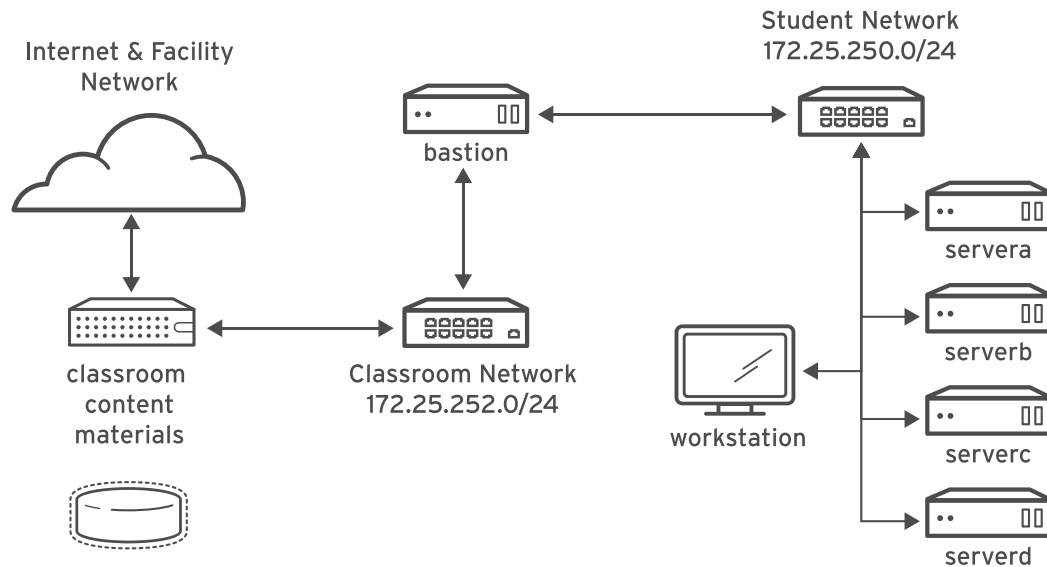 Internet & Facility
Network
Student Network
172.25.250.0/24
bastion
servera
serverb
classroom
content
materials
Classroom Network
172.25.252.0/24
workstation
serverc
serverd